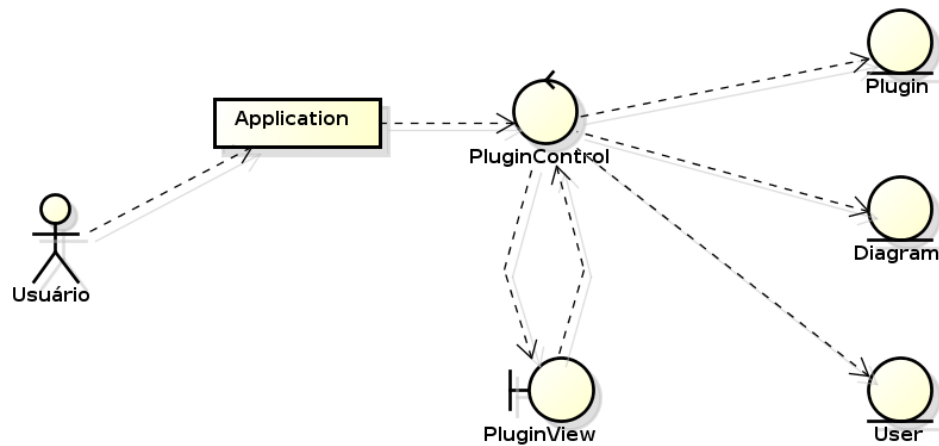 Plugin
Application
PluginControl
Diagram
Usuário
PluginView
User